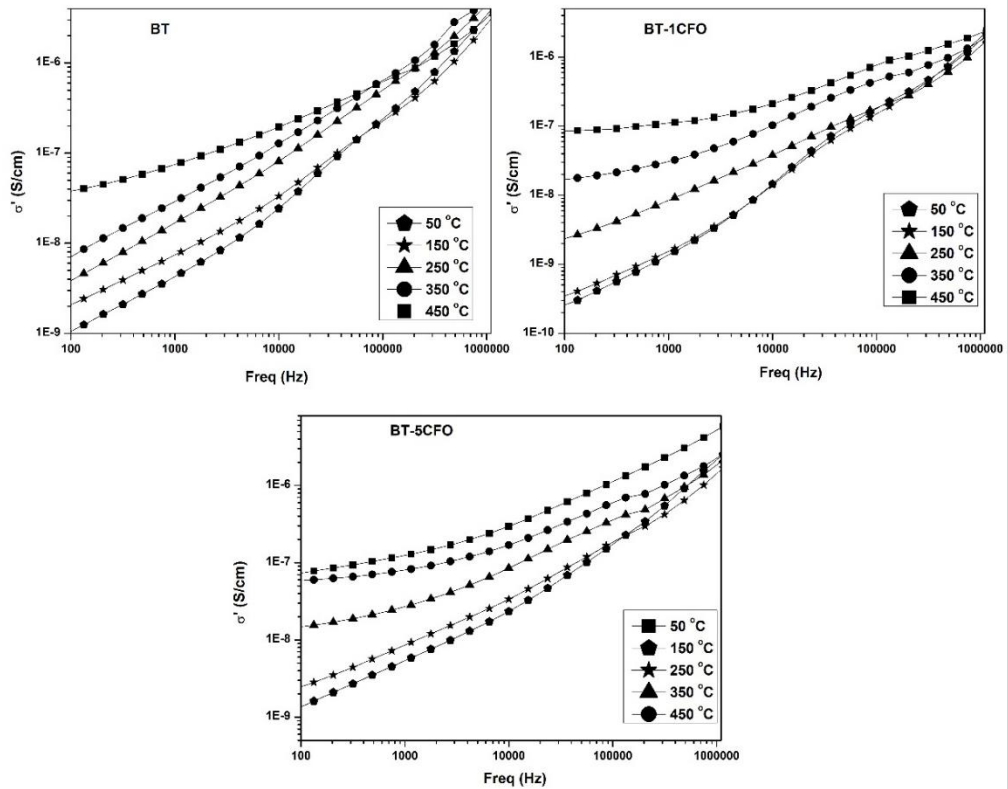 BT
σ' (S/cm)
1E-6
1E-7
1E-8
1E-9
50 °C
150 °C
250 °C
350 °C
450 °C
100
1000
10000
100000
1000000
Freq (Hz)
BT-1CFO
σ' (S/cm)
1E-5
1E-6
1E-7
1E-8
1E-9
1E-10
50 °C
150 °C
250 °C
350 °C
450 °C
100
1000
10000
100000
1000000
Freq (Hz)
BT-5CFO
σ' (S/cm)
1E-6
1E-7
1E-8
1E-9
50 °C
150 °C
250 °C
350 °C
450 °C
100
1000
10000
100000
1000000
Freq (Hz)